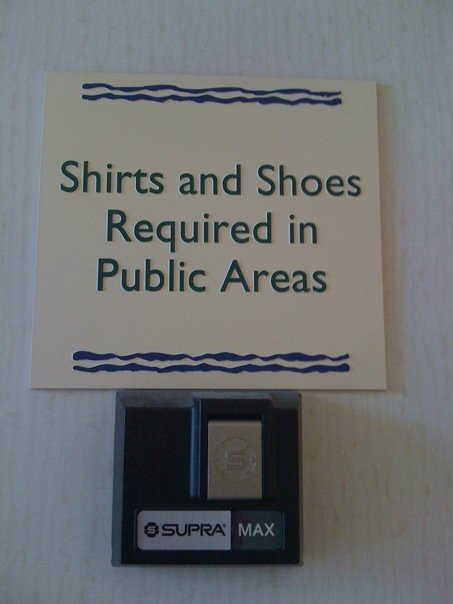 Shirts and Shoes
Required in
Public Areas
S SUPRA® MAX